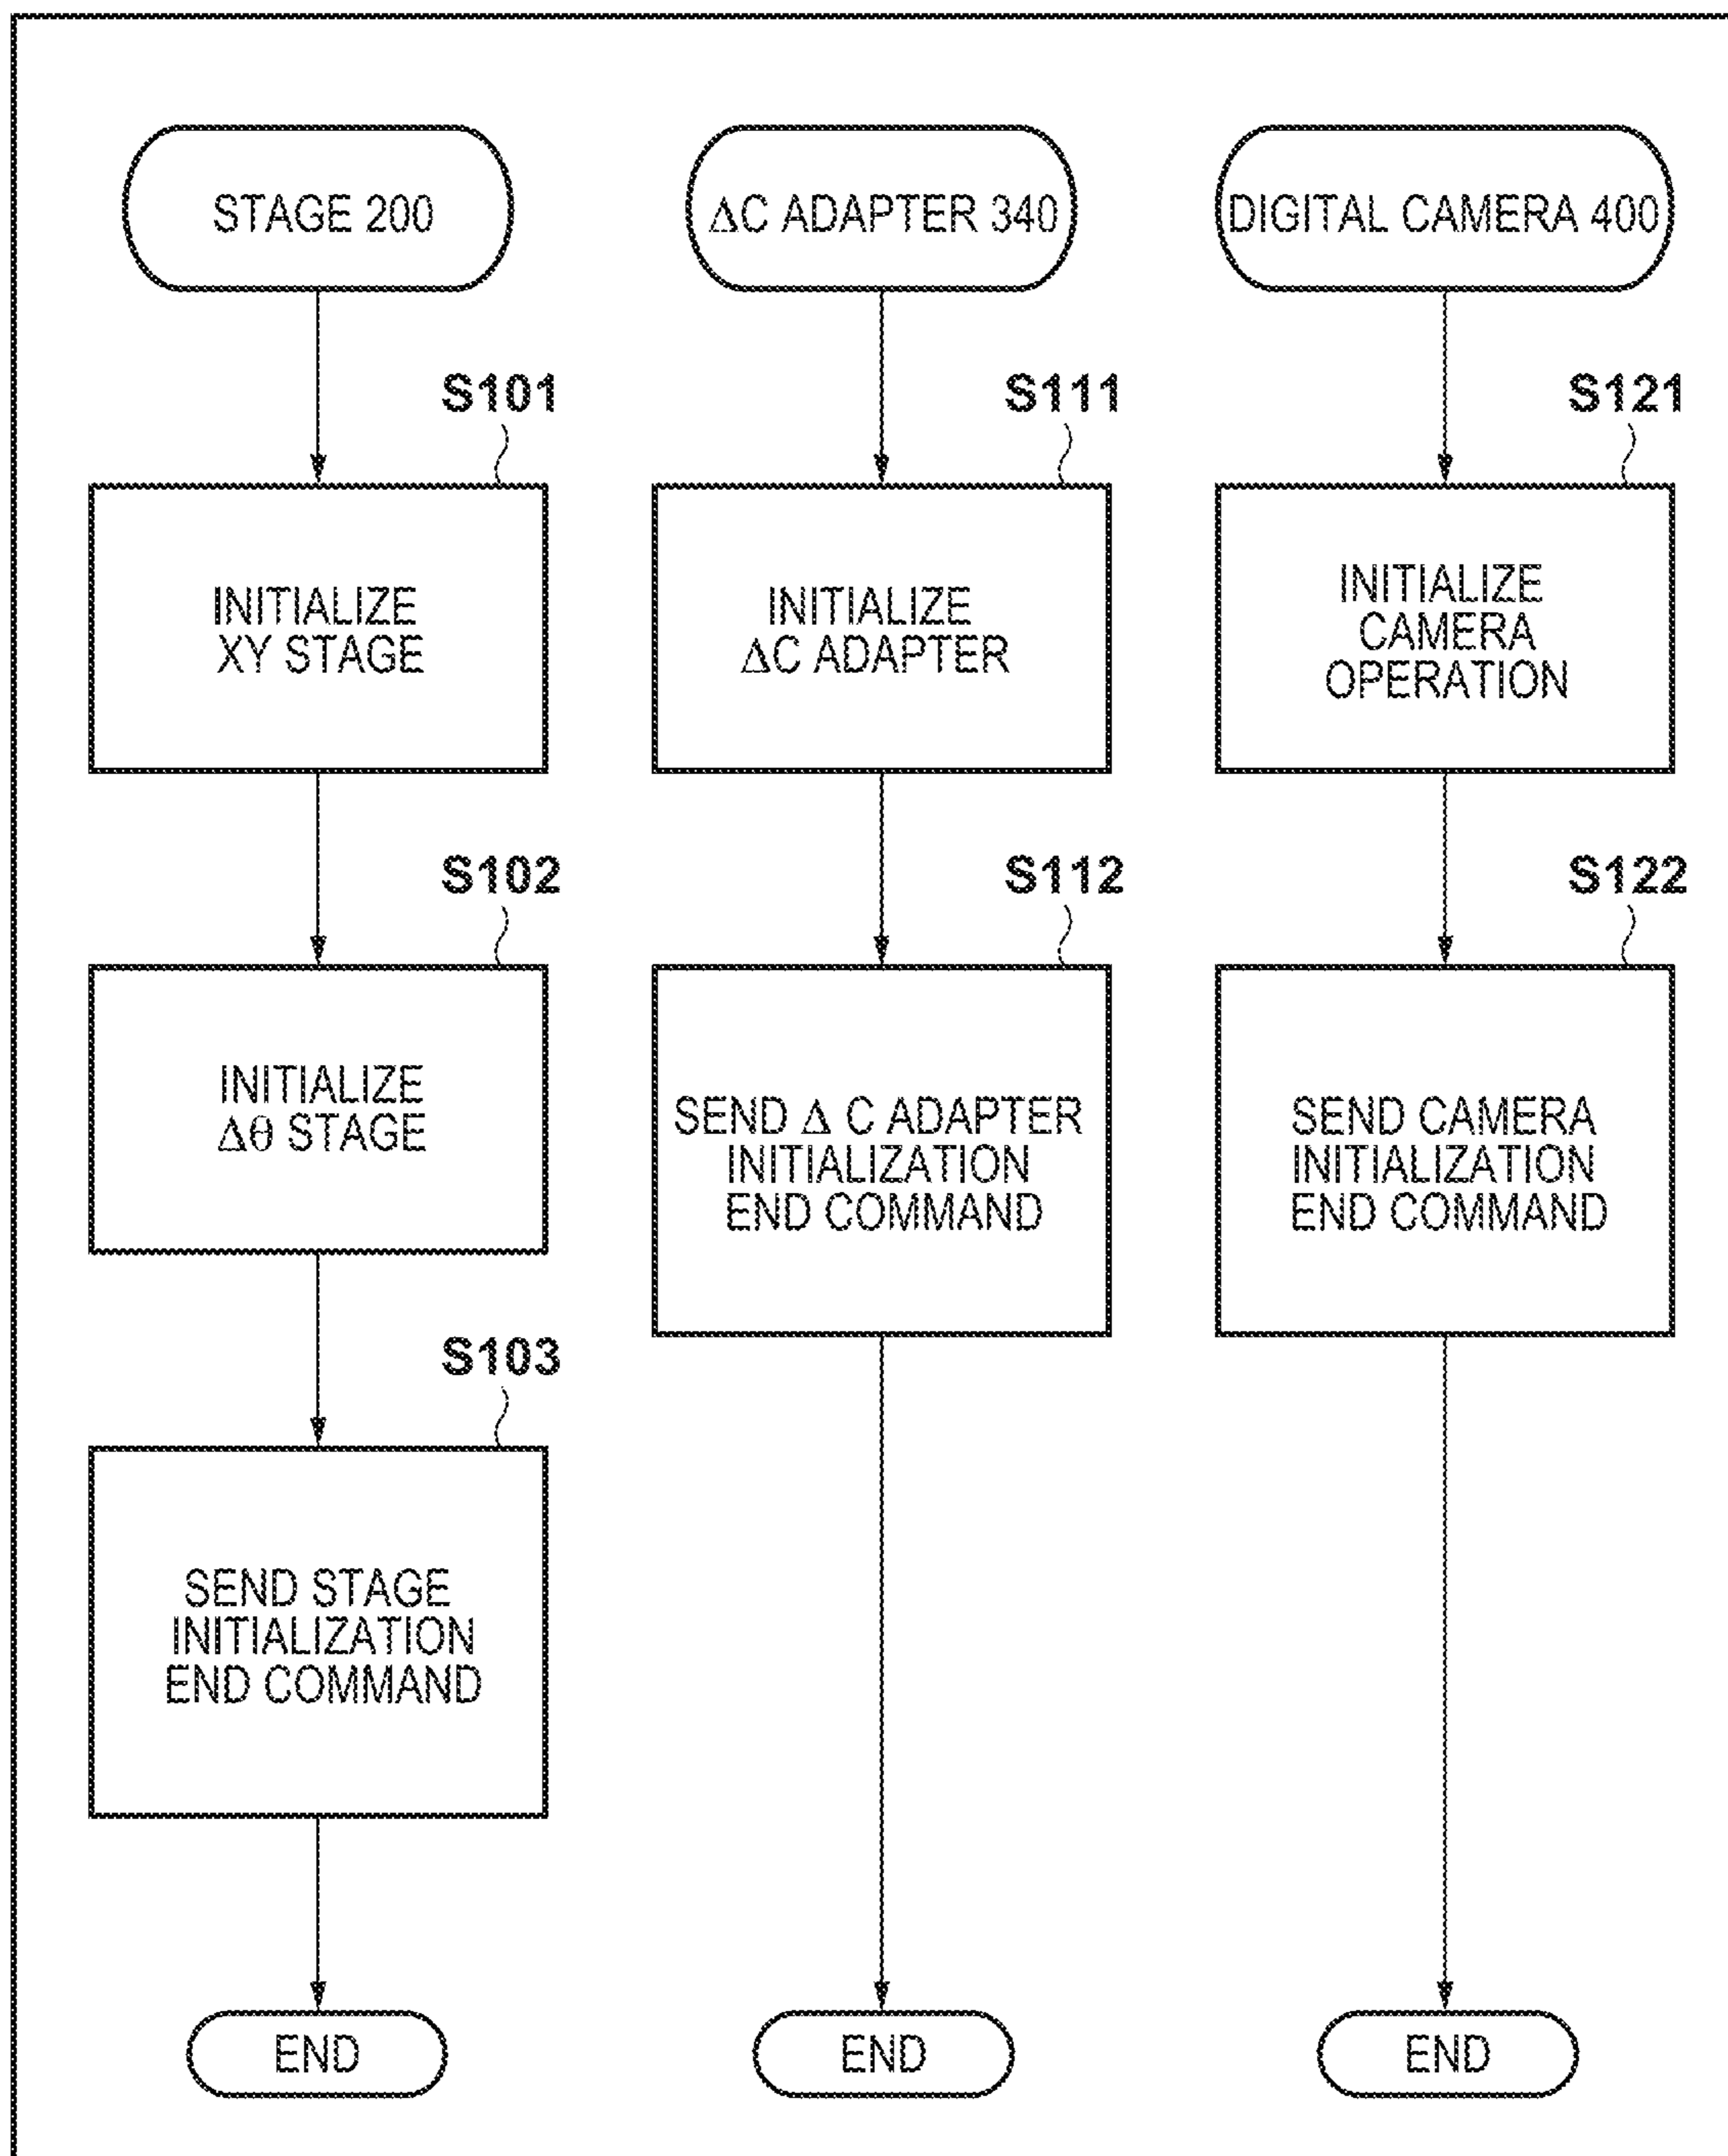 STAGE 200
S101
INITIALIZE
XY STAGE
S102
INITIALIZE
Δθ STAGE
S103
SEND STAGE
INITIALIZATION
END COMMAND
END
ΔC ADAPTER 340
S111
INITIALIZE
ΔC ADAPTER
S112
SEND Δ C ADAPTER
INITIALIZATION
END COMMAND
END
DIGITAL CAMERA 400
S121
INITIALIZE
CAMERA
OPERATION
S122
SEND CAMERA
INITIALIZATION
END COMMAND
END